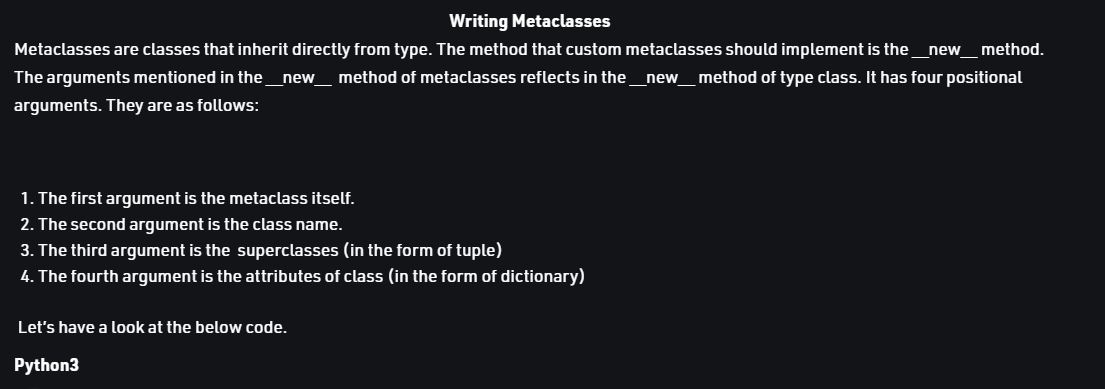 Writing Metaclasses
Metaclasses are classes that inherit directly from type. The method that custom metaclasses should implement is the __new__ method.
The arguments mentioned in the __new__ method of metaclasses reflects in the __new__ method of type class. It has four positional
arguments. They are as follows:
1. The first argument is the metaclass itself.
2. The second argument is the class name.
3. The third argument is the superclasses (in the form of tuple)
4. The fourth argument is the attributes of class (in the form of dictionary)
Let's have a look at the below code.
Python3